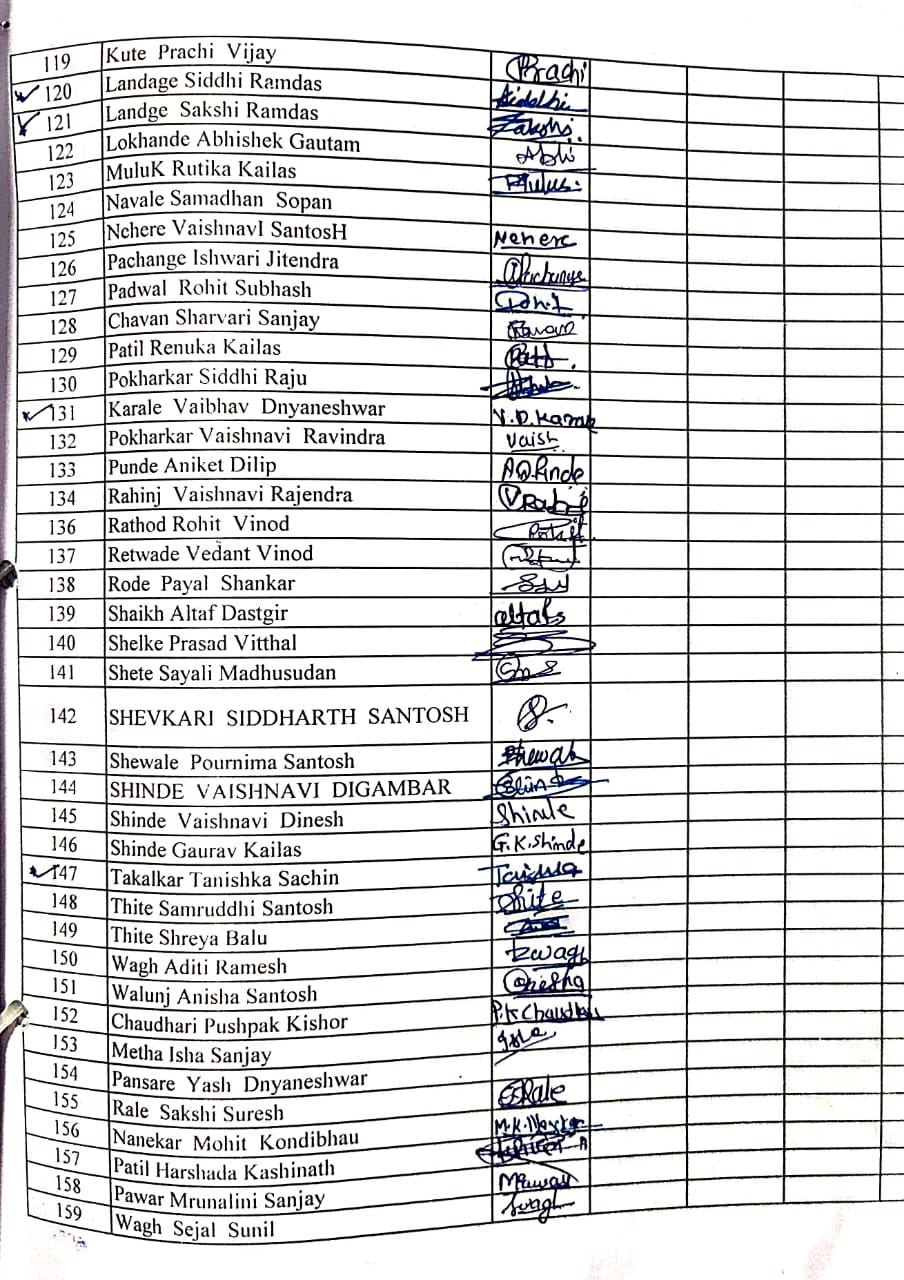 119 Kute Prachi Vijay Prachi
120 Landage Siddhi Ramdas Siddhi
121 Landge Sakshi Ramdas Sakshi
122 Lokhande Abhishek Gautam Abhi
123 MuluK Rutika Kailas
124 Navale Samadhan Sopan
125 Nehere VaishnavI SantosH Nehere
126 Pachange Ishwari Jitendra
127 Padwal Rohit Subhash
128 Chavan Sharvari Sanjay
129 Patil Renuka Kailas
130 Pokharkar Siddhi Raju
131 Karale Vaibhav Dnyaneshwar
132 Pokharkar Vaishnavi Ravindra Vaish
133 Punde Aniket Dilip
134 Rahinj Vaishnavi Rajendra
136 Rathod Rohit Vinod
137 Retwade Vedant Vinod
138 Rode Payal Shankar
139 Shaikh Altaf Dastgir
140 Shelke Prasad Vitthal
141 Shete Sayali Madhusudan
142 SHEVKARI SIDDHARTH SANTOSH
143 Shewale Pournima Santosh
144 SHINDE VAISHNAVI DIGAMBAR
145 Shinde Vaishnavi Dinesh Shinde
146 Shinde Gaurav Kailas G.K.Shinde
147 Takalkar Tanishka Sachin
148 Thite Samruddhi Santosh Thite
149 Thite Shreya Balu
150 Wagh Aditi Ramesh
151 Walunj Anisha Santosh
152 Chaudhari Pushpak Kishor
153 Metha Isha Sanjay
154 Pansare Yash Dnyaneshwar
155 Rale Sakshi Suresh
156 Nanekar Mohit Kondibhau
157 Patil Harshada Kashinath
158 Pawar Mrunalini Sanjay
159 Wagh Sejal Sunil